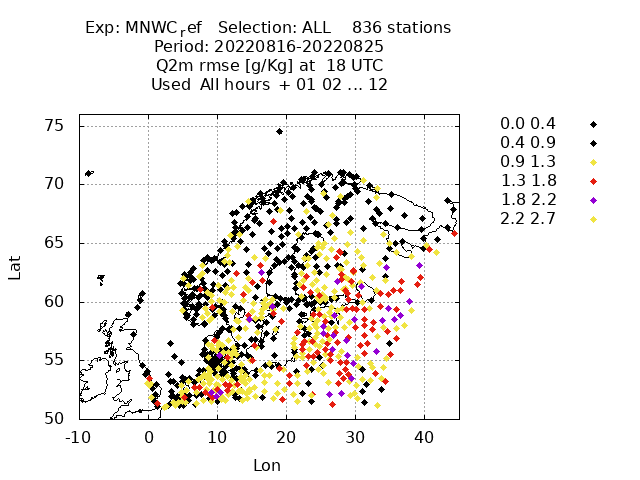 Exp: MNWCref Selection: ALL 836 stations
Period: 20220816-20220825
Q2m rmse [g/Kg] at 18 UTC
Used All hours + 01 02 ... 12
0.0 0.4
0.4 0.9
0.9 1.3
1.3 1.8
1.8 2.2
2.2 2.7
75
70
65
60
55
50
Lat
-10 0 10 20 30 40
Lon